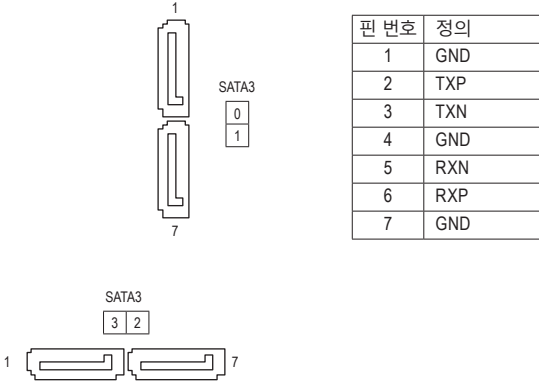 1
SATA3
0
1
7
핀 번호 정의
1 GND
2 TXP
3 TXN
4 GND
5 RXN
6 RXP
7 GND
SATA3
3 2
1 7